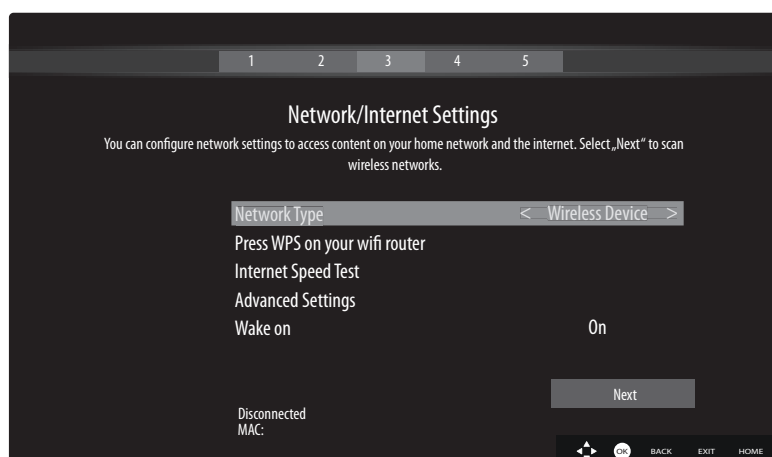 1 2 3 4 5
Network/Internet Settings
You can configure network settings to access content on your home network and the internet. Select „Next“ to scan
wireless networks.
Network Type < Wireless Device >
Press WPS on your wifi router
Internet Speed Test
Advanced Settings
Wake on On
Next
Disconnected
MAC:
OK BACK EXIT HOME